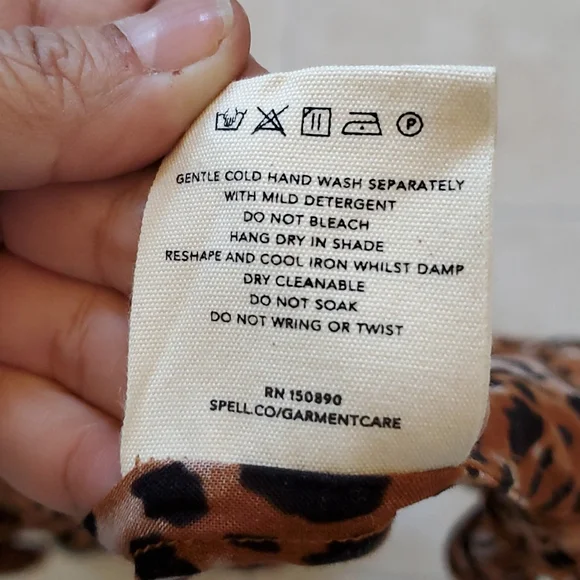 P
GENTLE COLD HAND WASH SEPARATELY
WITH MILD DETERGENT
DO NOT BLEACH
HANG DRY IN SHADE
RESHAPE AND COOL IRON WHILST DAMP
DRY CLEANABLE
DO NOT SOAK
DO NOT WRING OR TWIST
RN 150890
SPELL.CO/GARMENTCARE